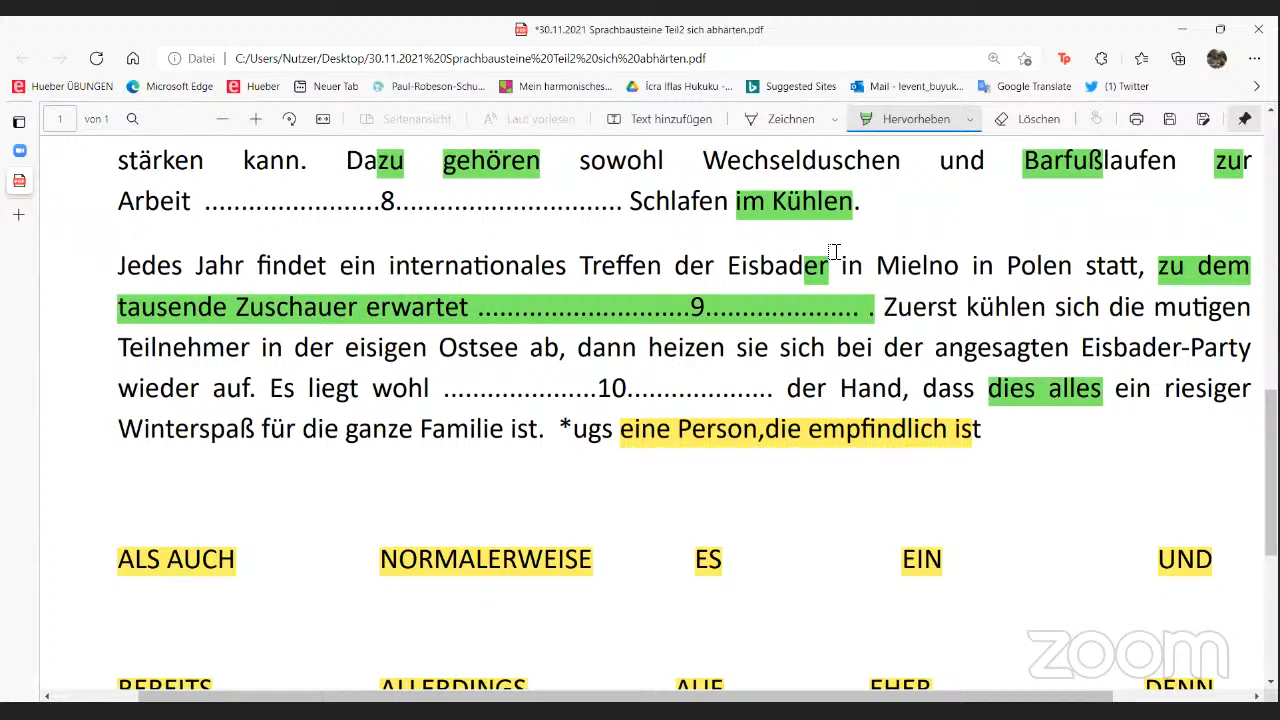 *30.11.2021 Sprachbausteine Teil2 sich abhärten.pdf
Datei | C:/Users/Nutzer/Desktop/30.11.2021%20Sprachbausteine%20Teil2%20sich%20abhärten.pdf
Hueber ÜBUNGEN Microsoft Edge Hueber Neuer Tab Paul-Robeson-Schu... Mein harmonisches... İcra İflas Hukuku -... Suggested Sites Mail - levent_buyuk... Google Translate (1) Twitter
1 von 1 Seitenansicht Laut vorlesen Text hinzufügen Zeichnen Hervorheben Löschen
stärken kann. Dazu gehören sowohl Wechselduschen und Barfußlaufen zur
Arbeit ........................8............................... Schlafen im Kühlen.
Jedes Jahr findet ein internationales Treffen der Eisbader in Mielno in Polen statt, zu dem
tausende Zuschauer erwartet .............................9..................... . Zuerst kühlen sich die mutigen
Teilnehmer in der eisigen Ostsee ab, dann heizen sie sich bei der angesagten Eisbader-Party
wieder auf. Es liegt wohl .....................10.................... der Hand, dass dies alles ein riesiger
Winterspaß für die ganze Familie ist. *ugs eine Person,die empfindlich ist
ALS AUCH NORMALERWEISE ES EIN UND
BEREITS ALLERDINGS AUF EHER DENN
zoom